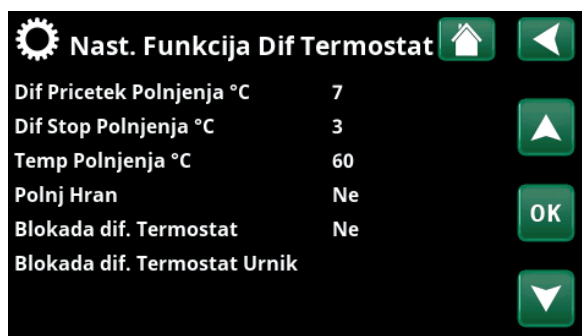 Nast. Funkcija Dif Termostat
Dif Pricetek Polnjenja °C 7
Dif Stop Polnjenja °C 3
Temp Polnjenja °C 60
Polnj Hran Ne
OK
Blokada dif. Termostat Ne
Blokada dif. Termostat Urnik